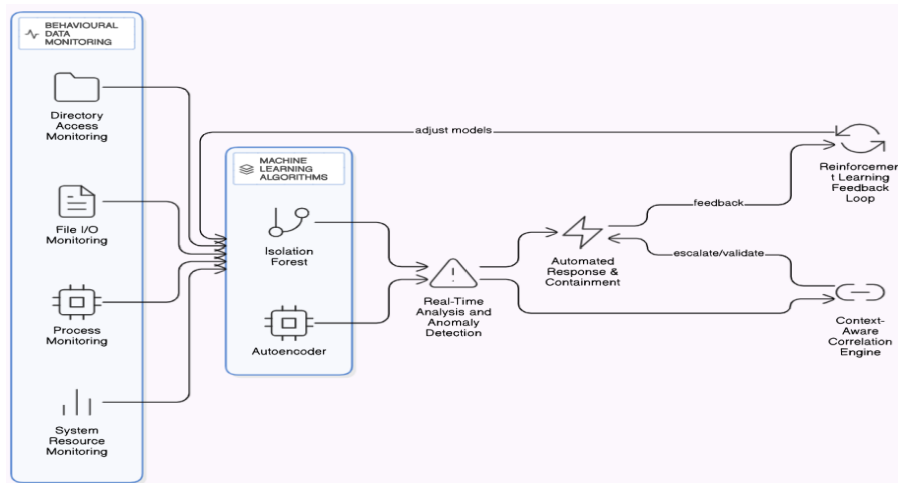 BEHAVIOURAL
DATA
MONITORING
Directory
Access
Monitoring
File I/O
Monitoring
Process
Monitoring
System
Resource
Monitoring
MACHINE
LEARNING
ALGORITHMS
Isolation
Forest
Autoencoder
adjust models
Real-Time
Analysis and
Anomaly
Detection
Automated
Response &
Containment
feedback
escalate/validate
Reinforcemen
t Learning
Feedback
Loop
Context-
Aware
Correlation
Engine